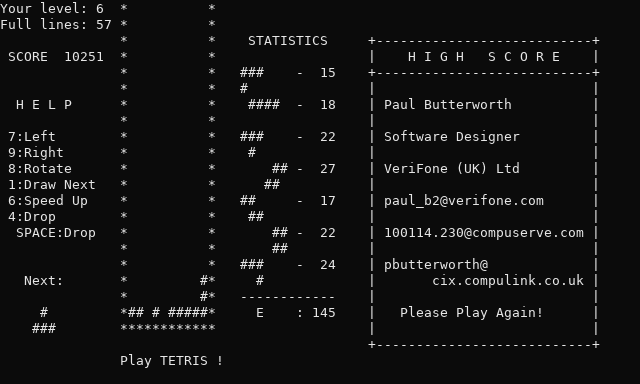 Your level: 6  *          *
Full lines: 57 *          *
               *          *    STATISTICS     +---------------------------+
 SCORE  10251  *          *                   |    H I G H   S C O R E    |
               *          *   ###    -  15    +---------------------------+
               *          *   #               |                           |
  H E L P      *          *    ####  -  18    | Paul Butterworth          |
               *          *                   |                           |
 7:Left        *          *   ###    -  22    | Software Designer         |
 9:Right       *          *    #              |                           |
 8:Rotate      *          *       ## -  27    | VeriFone (UK) Ltd         |
 1:Draw Next   *          *      ##           |                           |
 6:Speed Up    *          *   ##     -  17    | paul_b2@verifone.com      |
 4:Drop        *          *    ##             |                           |
  SPACE:Drop   *          *       ## -  22    | 100114.230@compuserve.com |
               *          *       ##          |                           |
               *          *   ###    -  24    | pbutterworth@             |
   Next:       *         #*     #             |       cix.compulink.co.uk |
               *         #*   ------------    |                           |
     #         *## # #####*     E    : 145    |   Please Play Again!      |
    ###        ************                   |                           |
                                              +---------------------------+
               Play TETRIS !